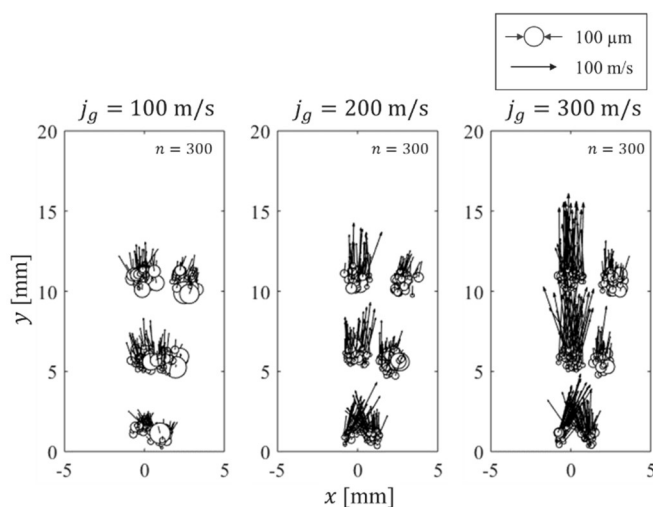 100 µm
100 m/s
j_g = 100 m/s
j_g = 200 m/s
j_g = 300 m/s
n = 300
n = 300
n = 300
y [mm]
20
15
10
5
0
20
15
10
5
0
20
15
10
5
0
-5 0 5
-5 0 5
-5 0 5
x [mm]